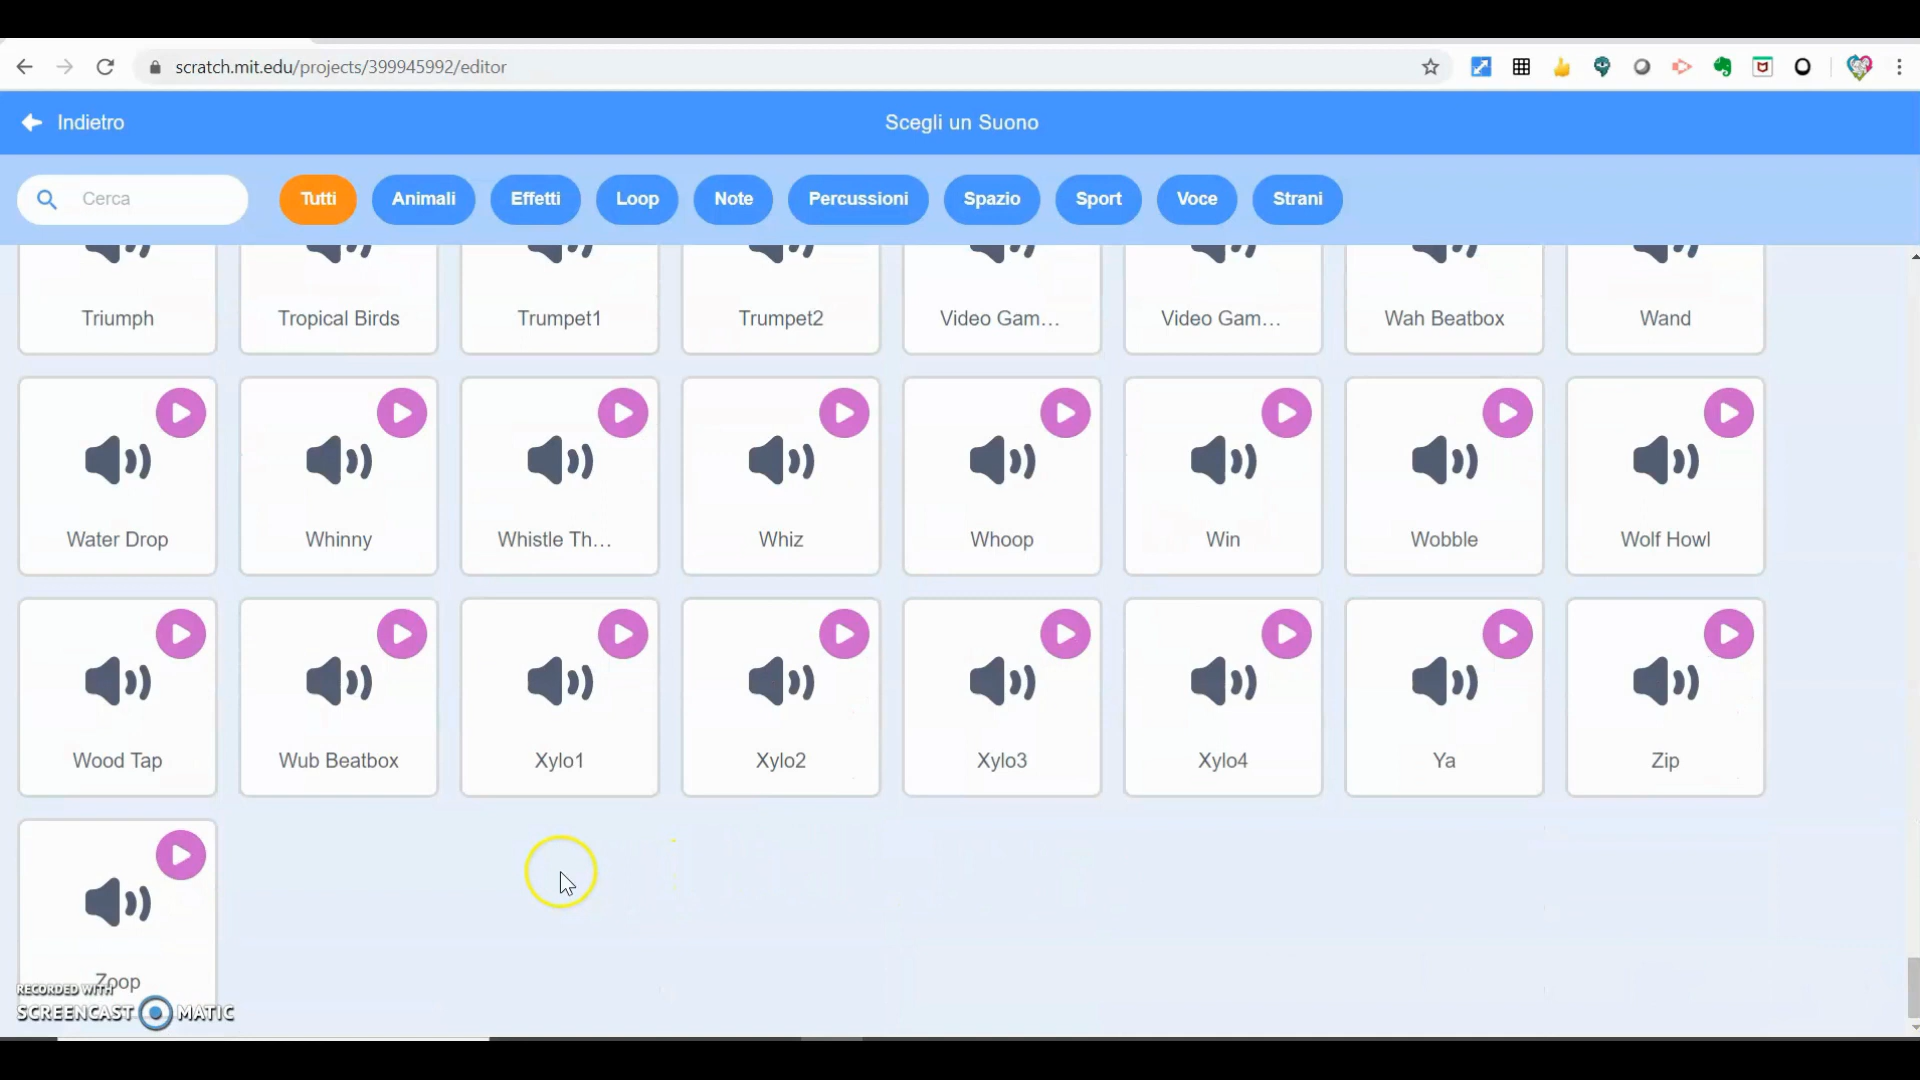 scratch.mit.edu/projects/399945992/editor
Indietro
Scegli un Suono
Cerca
Tutti
Animali
Effetti
Loop
Note
Percussioni
Spazio
Sport
Voce
Strani
Triumph
Tropical Birds
Trumpet1
Trumpet2
Video Gam...
Video Gam...
Wah Beatbox
Wand
Water Drop
Whinny
Whistle Th...
Whiz
Whoop
Win
Wobble
Wolf Howl
Wood Tap
Wub Beatbox
Xylo1
Xylo2
Xylo3
Xylo4
Ya
Zip
Zoop
RECORDED WITH
SCREENCAST MATIC